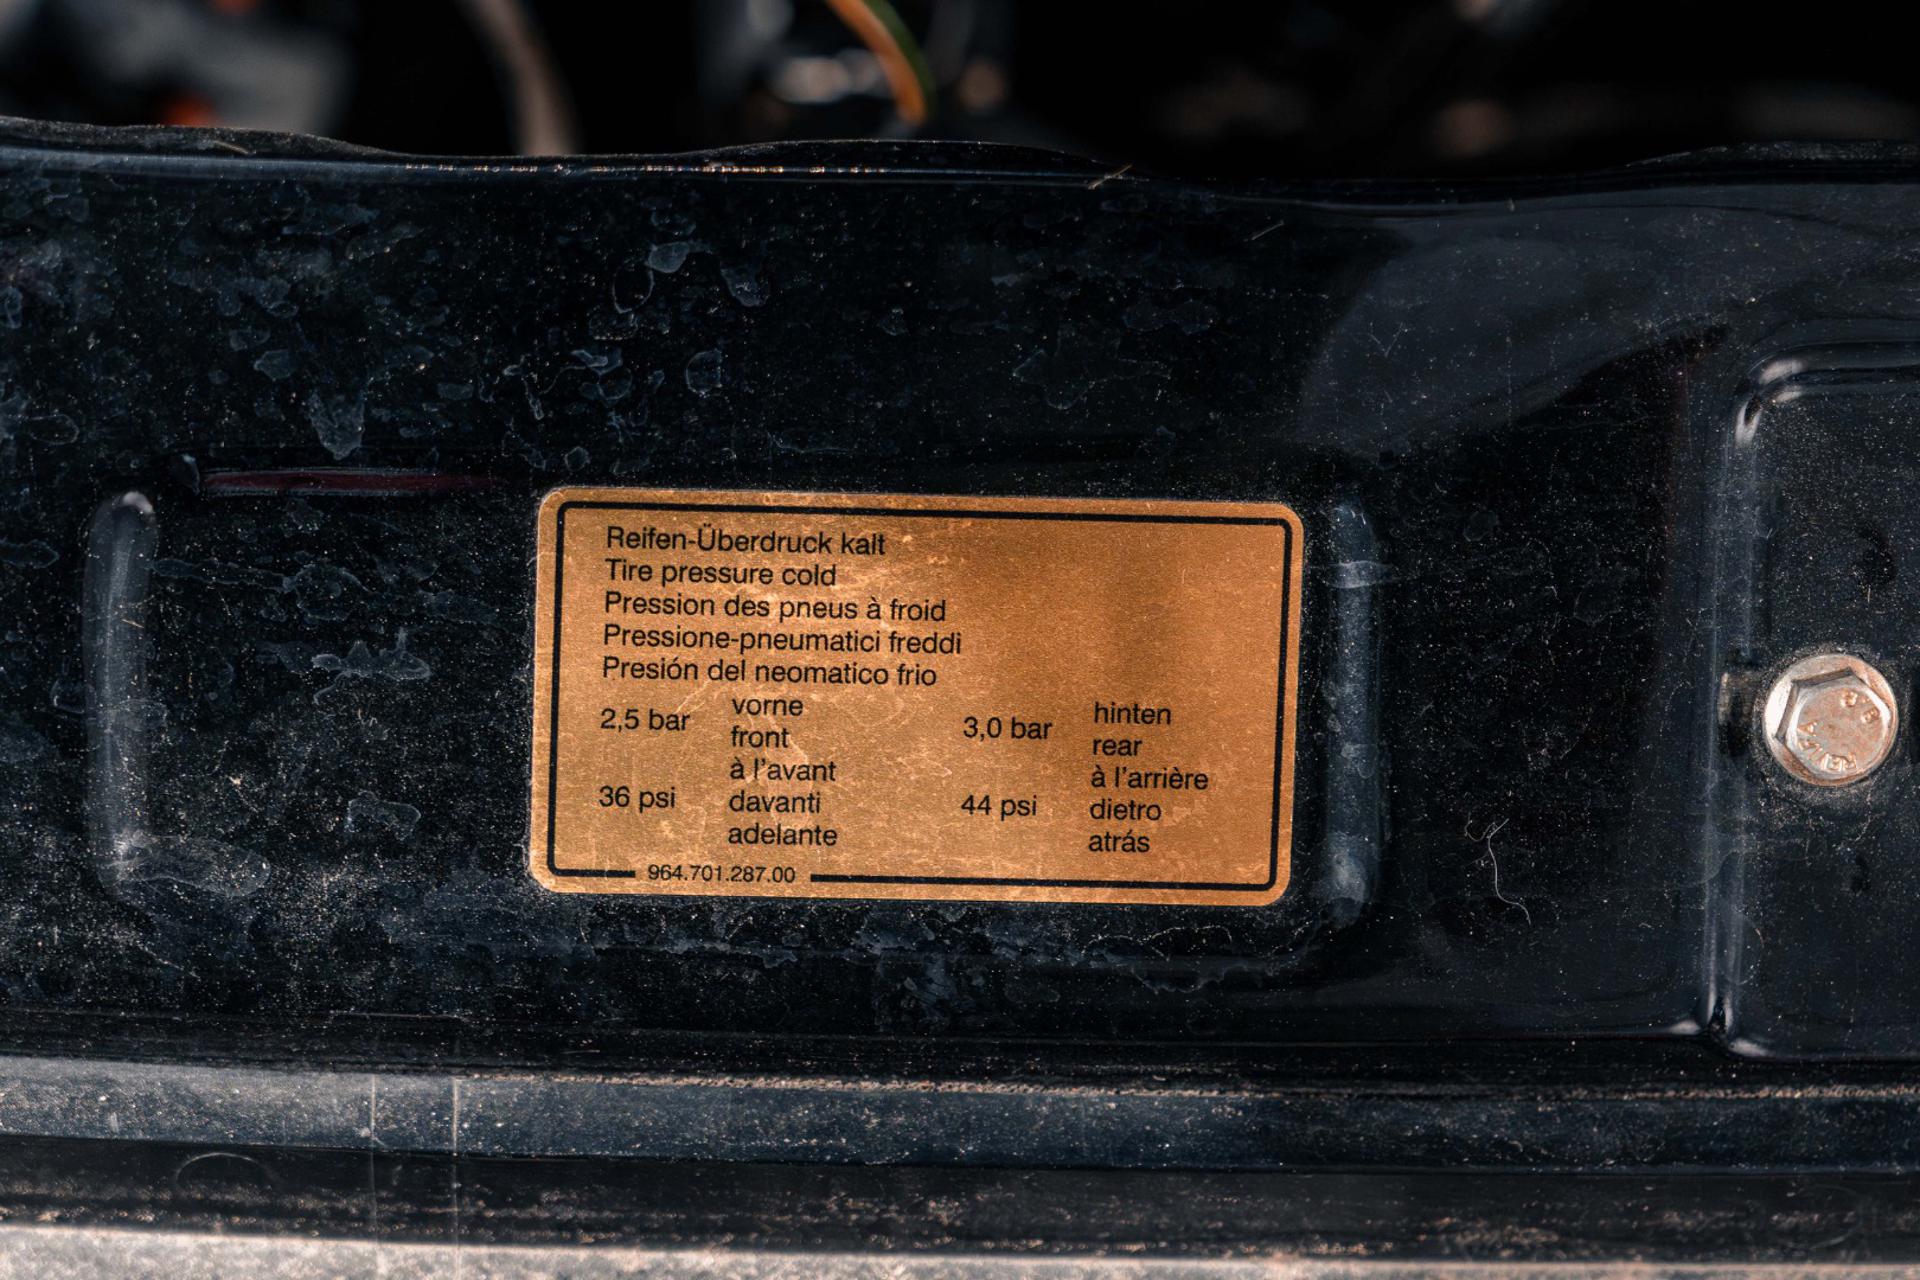 Reifen-Überdruck kalt
Tire pressure cold
Pression des pneus à froid
Pressione-pneumatici freddi
Presión del neomatico frio
2,5 bar
36 psi
vorne
front
à l'avant
davanti
adelante
3,0 bar
44 psi
hinten
rear
à l'arrière
dietro
atrás
964.701.287.00
8.8